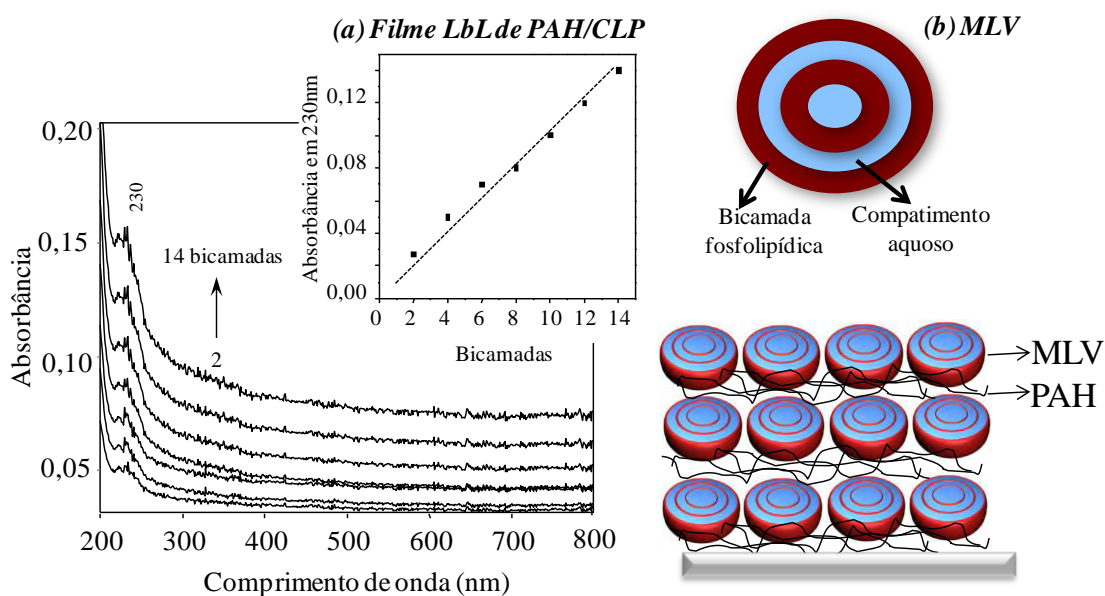 (a) Filme LbL de PAH/CLP
Absorbância em 230nm
0,12
0,08
0,04
0,00
0 2 4 6 8 10 12 14
Bicamadas
Absorbância
0,20
0,15
0,10
0,05
230
14 bicamadas
2
200 300 400 500 600 700 800
Comprimento de onda (nm)
(b) MLV
Bicamada
fosfolipídica
Compatimento
aquoso
MLV
PAH